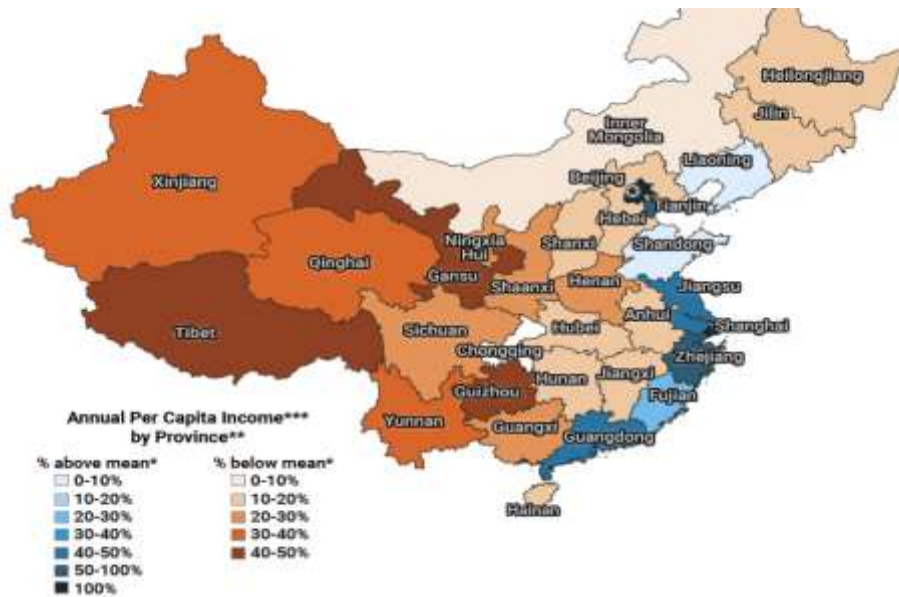 Heilongjiang
Jilin
Inner
Mongolia
Liaoning
Beijing
Tianjin
Xinjiang
Hebei
Ningxia
Hui
Shanxi
Shandong
Qinghai
Gansu
Shaanxi
Henan
Jiangsu
Tibet
Sichuan
Hubei
Anhui
Shanghai
Chongqing
Zhejiang
Hunan
Jiangxi
Guizhou
Fujian
Yunnan
Guangxi
Guangdong
Hainan
Annual Per Capita Income***
by Province**
% above mean*
0-10%
10-20%
20-30%
30-40%
40-50%
50-100%
100%
% below mean*
0-10%
10-20%
20-30%
30-40%
40-50%